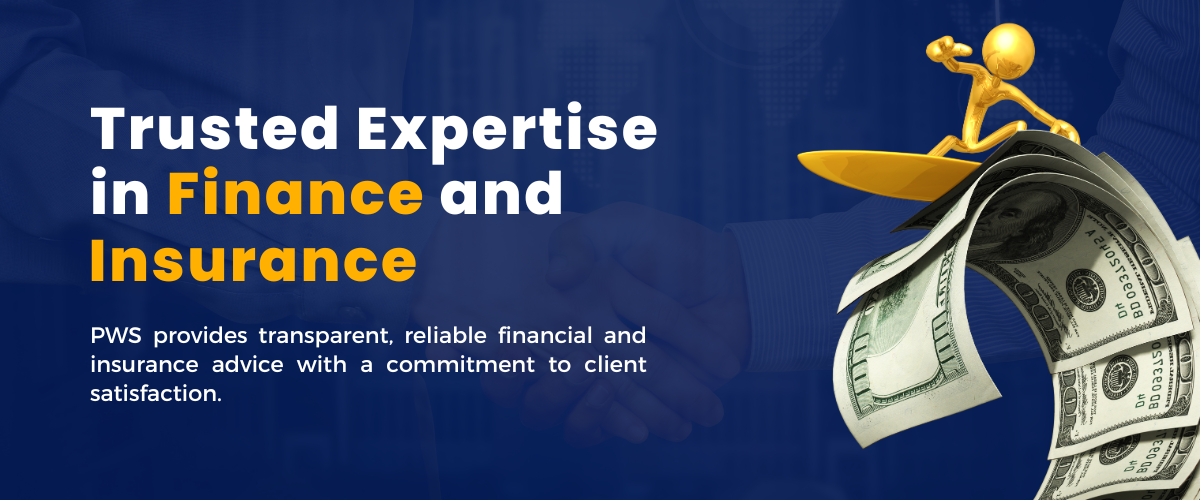 Trusted Expertise
in Finance and
Insurance
PWS provides transparent, reliable financial and
insurance advice with a commitment to client
satisfaction.